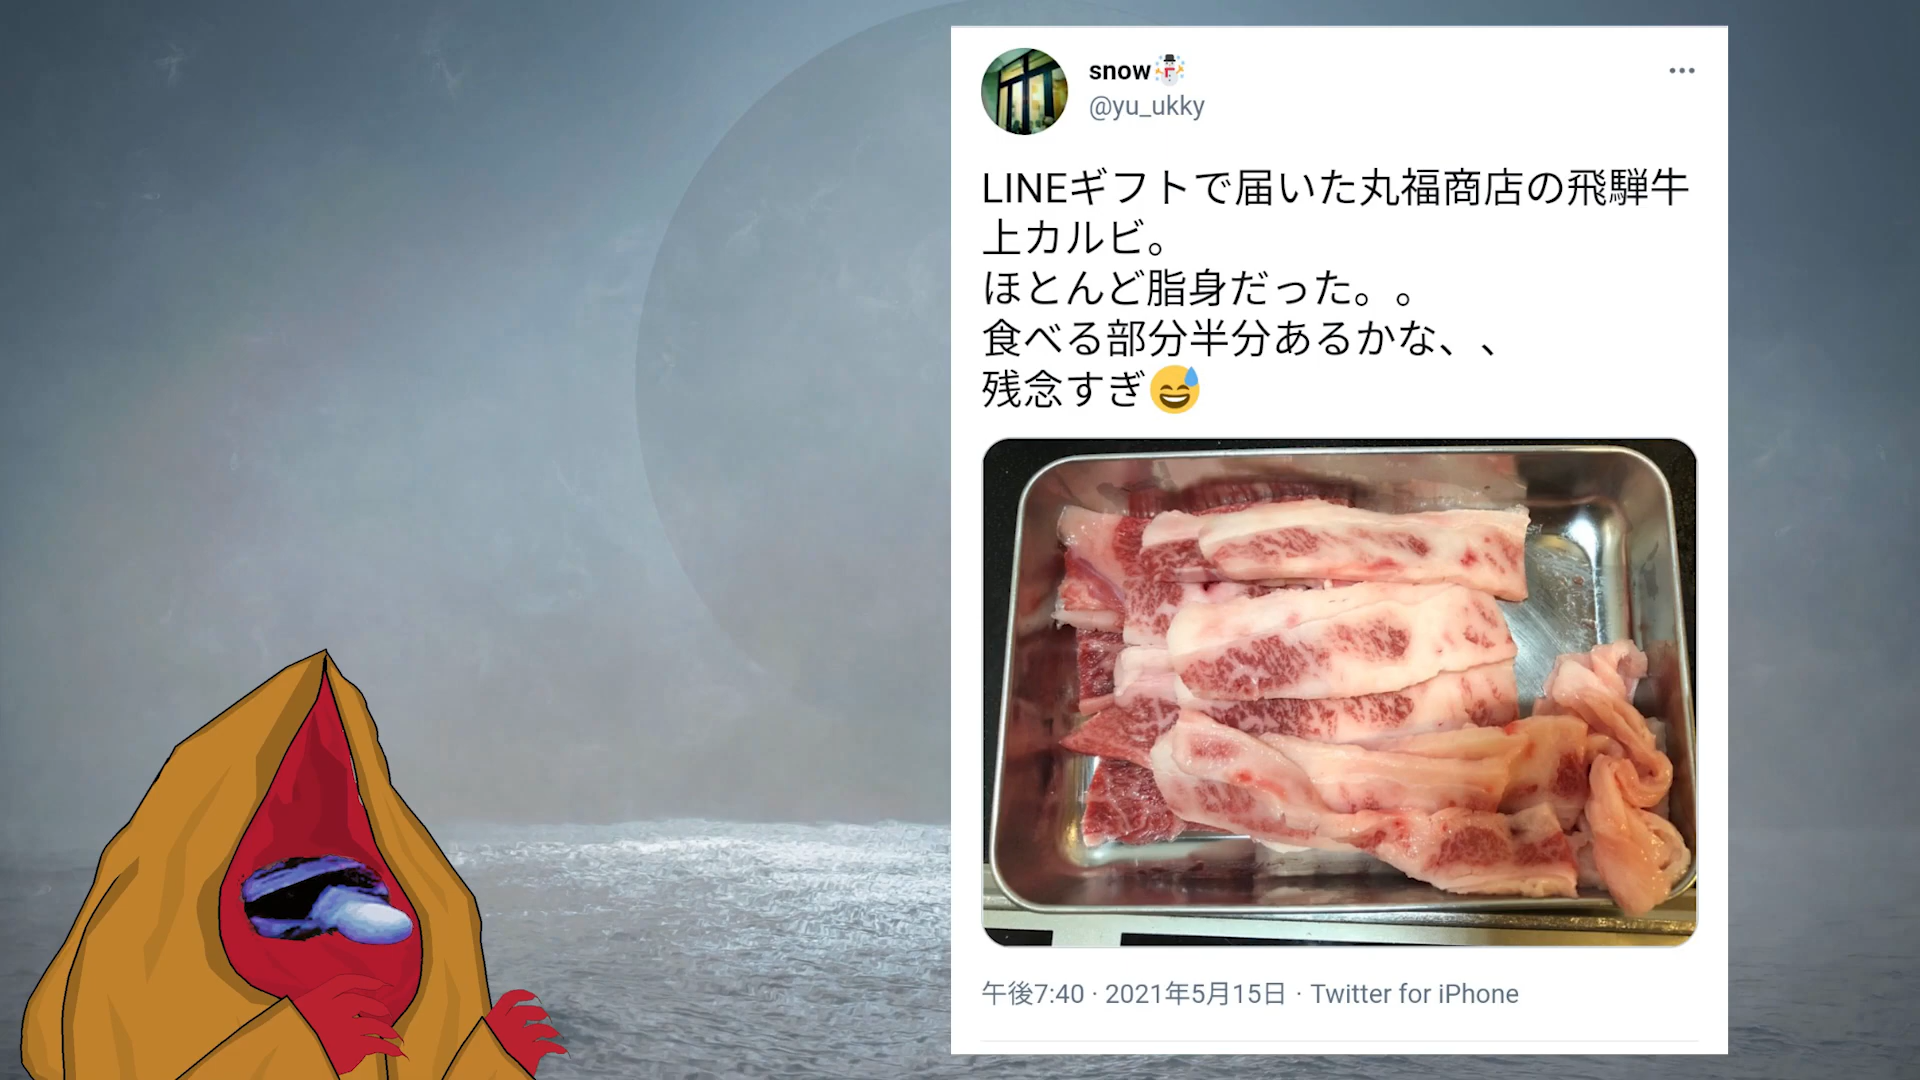 snow⛄
@yu_ukky
LINEギフトで届いた丸福商店の飛騨牛
上カルビ。
ほとんど脂身だった。。
食べる部分半分あるかな、、
残念すぎ😅
午後7:40 · 2021年5月15日 · Twitter for iPhone